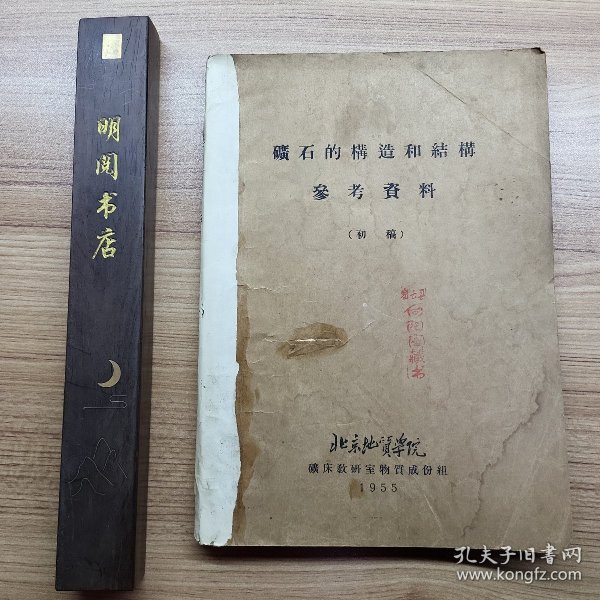 明阅书店
礦石的構造和結構
參考資料
(初稿)
藏书
北京地質學院
礦床教研室物質成份組
1955
孔夫子旧書网
www.kongfz.com